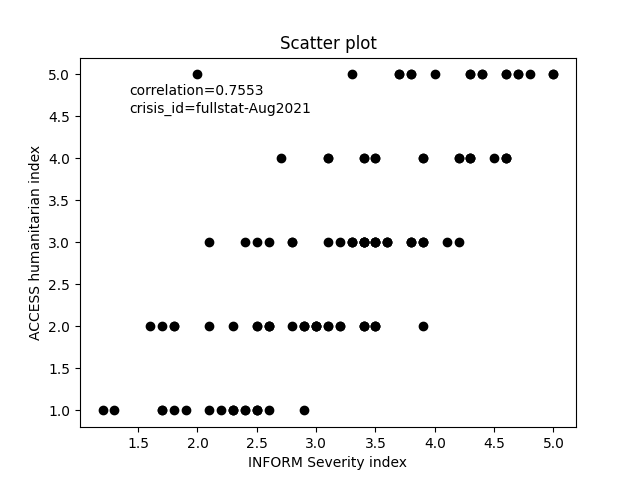 Scatter plot
5.0
correlation=0.7553
crisis_id=fullstat-Aug2021
4.5
4.0
3.5
3.0
2.5
2.0
1.5
1.0
ACCESS humanitarian index
1.5 2.0 2.5 3.0 3.5 4.0 4.5 5.0
INFORM Severity index